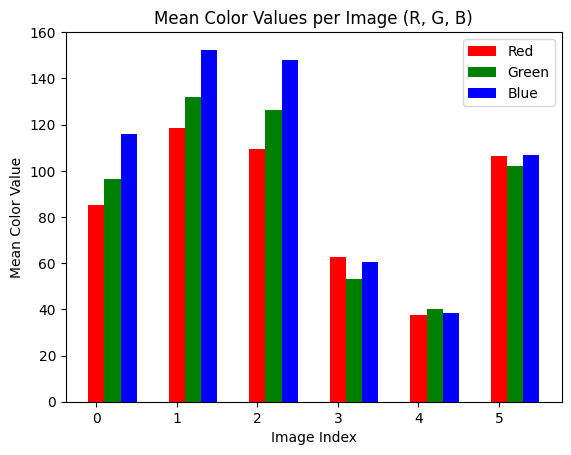 Mean Color Values per Image (R, G, B)
160
140
120
100
80
60
40
20
0
Mean Color Value
Red
Green
Blue
0 1 2 3 4 5
Image Index